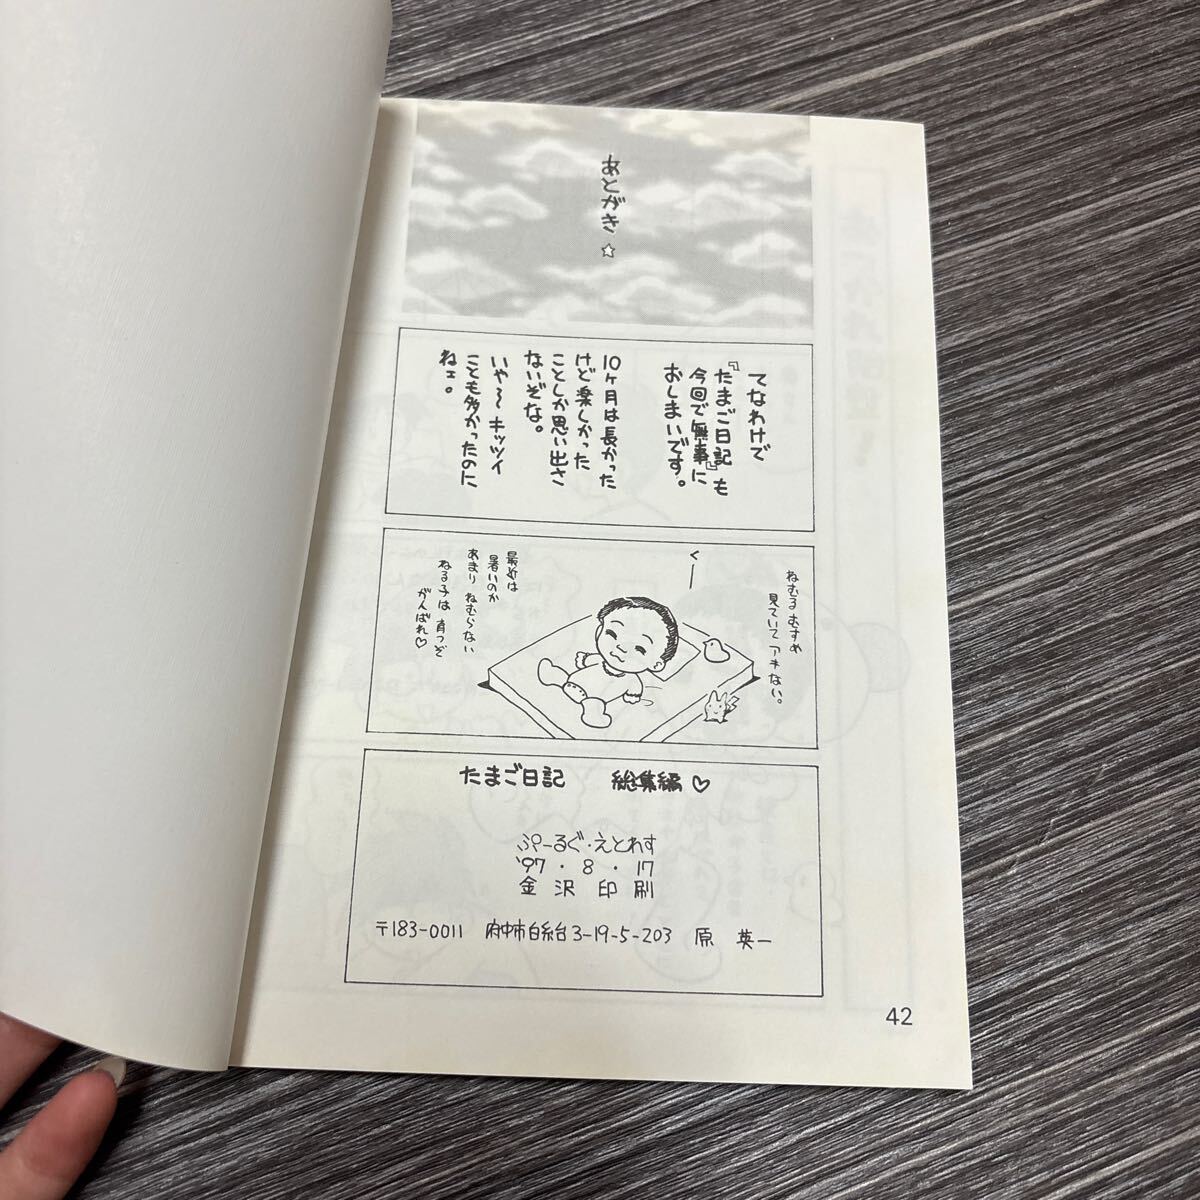 あとがき☆
てなわけで
『たまご日記』も
今回で無事に
おしまいです。
10ヶ月は長かった
けど楽しかった
ことしか思い出さ
ないぞな。
いや～キッツイ
ことも多かったのに
ねェ。
ねむるむすめ
見ていてアキない。
くー
最近は
暑いのか
あまりねむらない
ねる子は育つぞ
がんばれ♡
たまご日記 総集編♡
ぷーるぐ・えとわす
'97・8・17
金沢印刷
〒183-0011 府中市白糸台3-19-5-203 原 英一
42